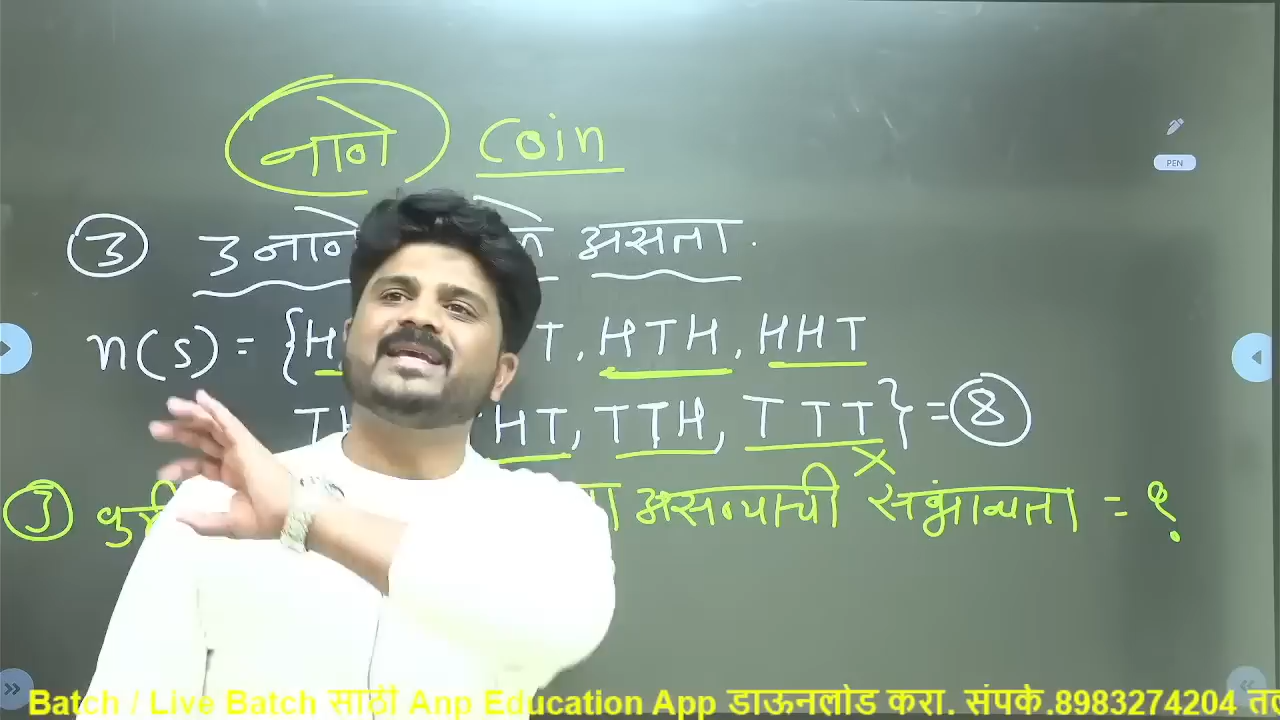 नाणे Coin
PEN
③ 3 नाणे असता.
n(s) = {H T, HTH, HHT
HT, TTH, TTT} = ⑧
③ असण्याची संभाव्यता = ?
Batch / Live Batch साठी Anp Education App डाऊनलोड करा. संपर्क.8983274204